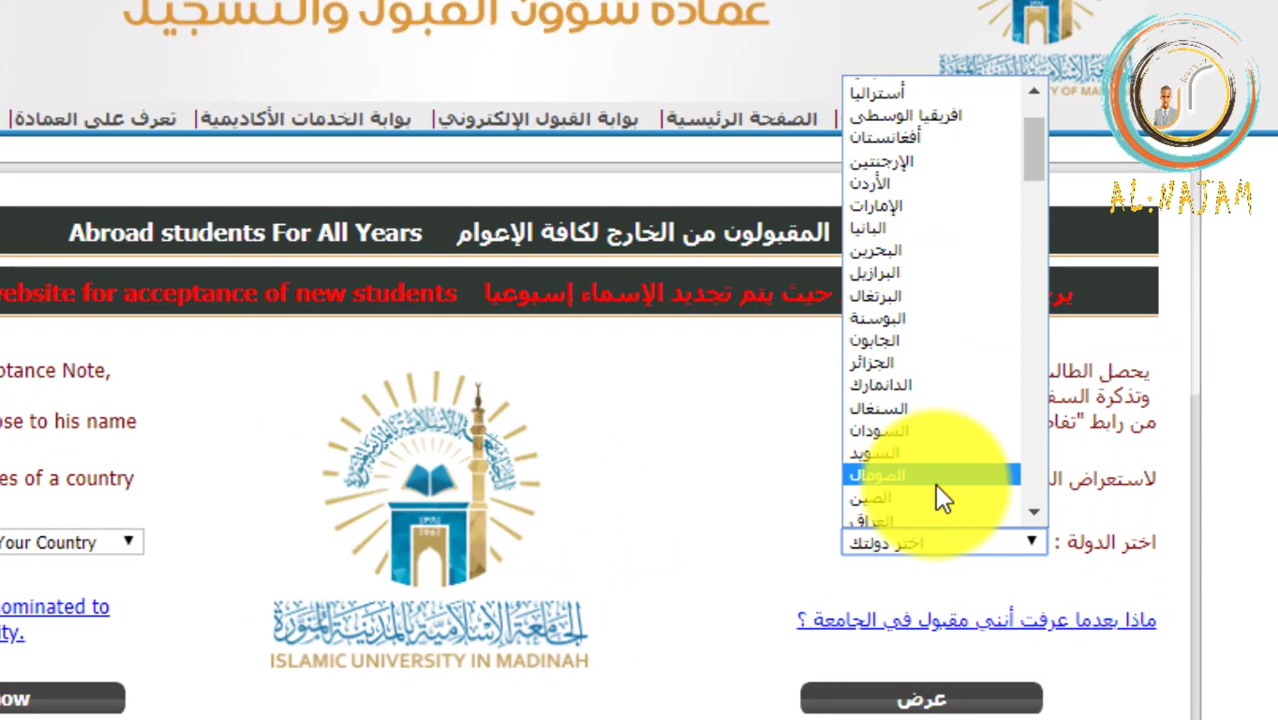 عمادة شؤون القبول والتسجيل
الصفحة الرئيسية| بوابة القبول الإلكتروني| بوابة الخدمات الأكاديمية| تعرف على العمادة|
AL:NAJAM
المقبولون من الخارج لكافة الإعوام Abroad students For All Years
حيث يتم تجديد الإسماء إسبوعيا website for acceptance of new students
أستراليا
افريقيا الوسطى
أفغانستان
الإرجنتين
الأردن
الإمارات
البانيا
البحرين
البرازيل
البرتغال
البوسنة
الجابون
الجزائر
الدانمارك
السنغال
السودان
السويد
الصومال
الصين
العراق
يحصل الطالب
وتذكرة السف
من رابط "تفا
لاستعراض ال
اختر الدولة :
اختر دولتك
ماذا بعدما عرفت أنني مقبول في الجامعة ؟
عرض
ptance Note,
ose to his name
es of a country
Your Country
ominated to
ity.
ow
الجامعة الإسلامية بالمدينة المنورة
ISLAMIC UNIVERSITY IN MADINAH